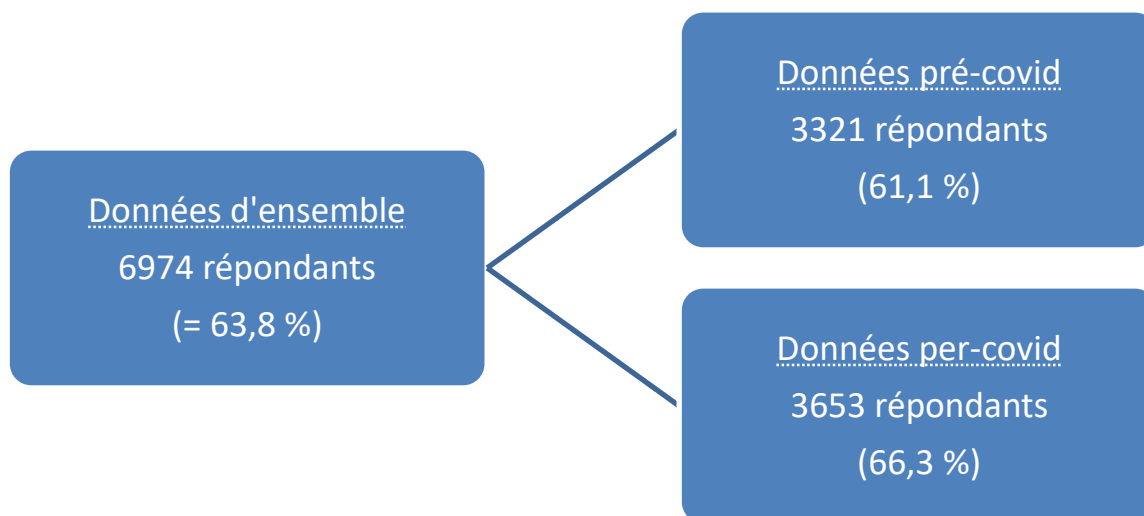 Données d'ensemble
6974 répondants
(= 63,8 %)
Données pré-covid
3321 répondants
(61,1 %)
Données per-covid
3653 répondants
(66,3 %)